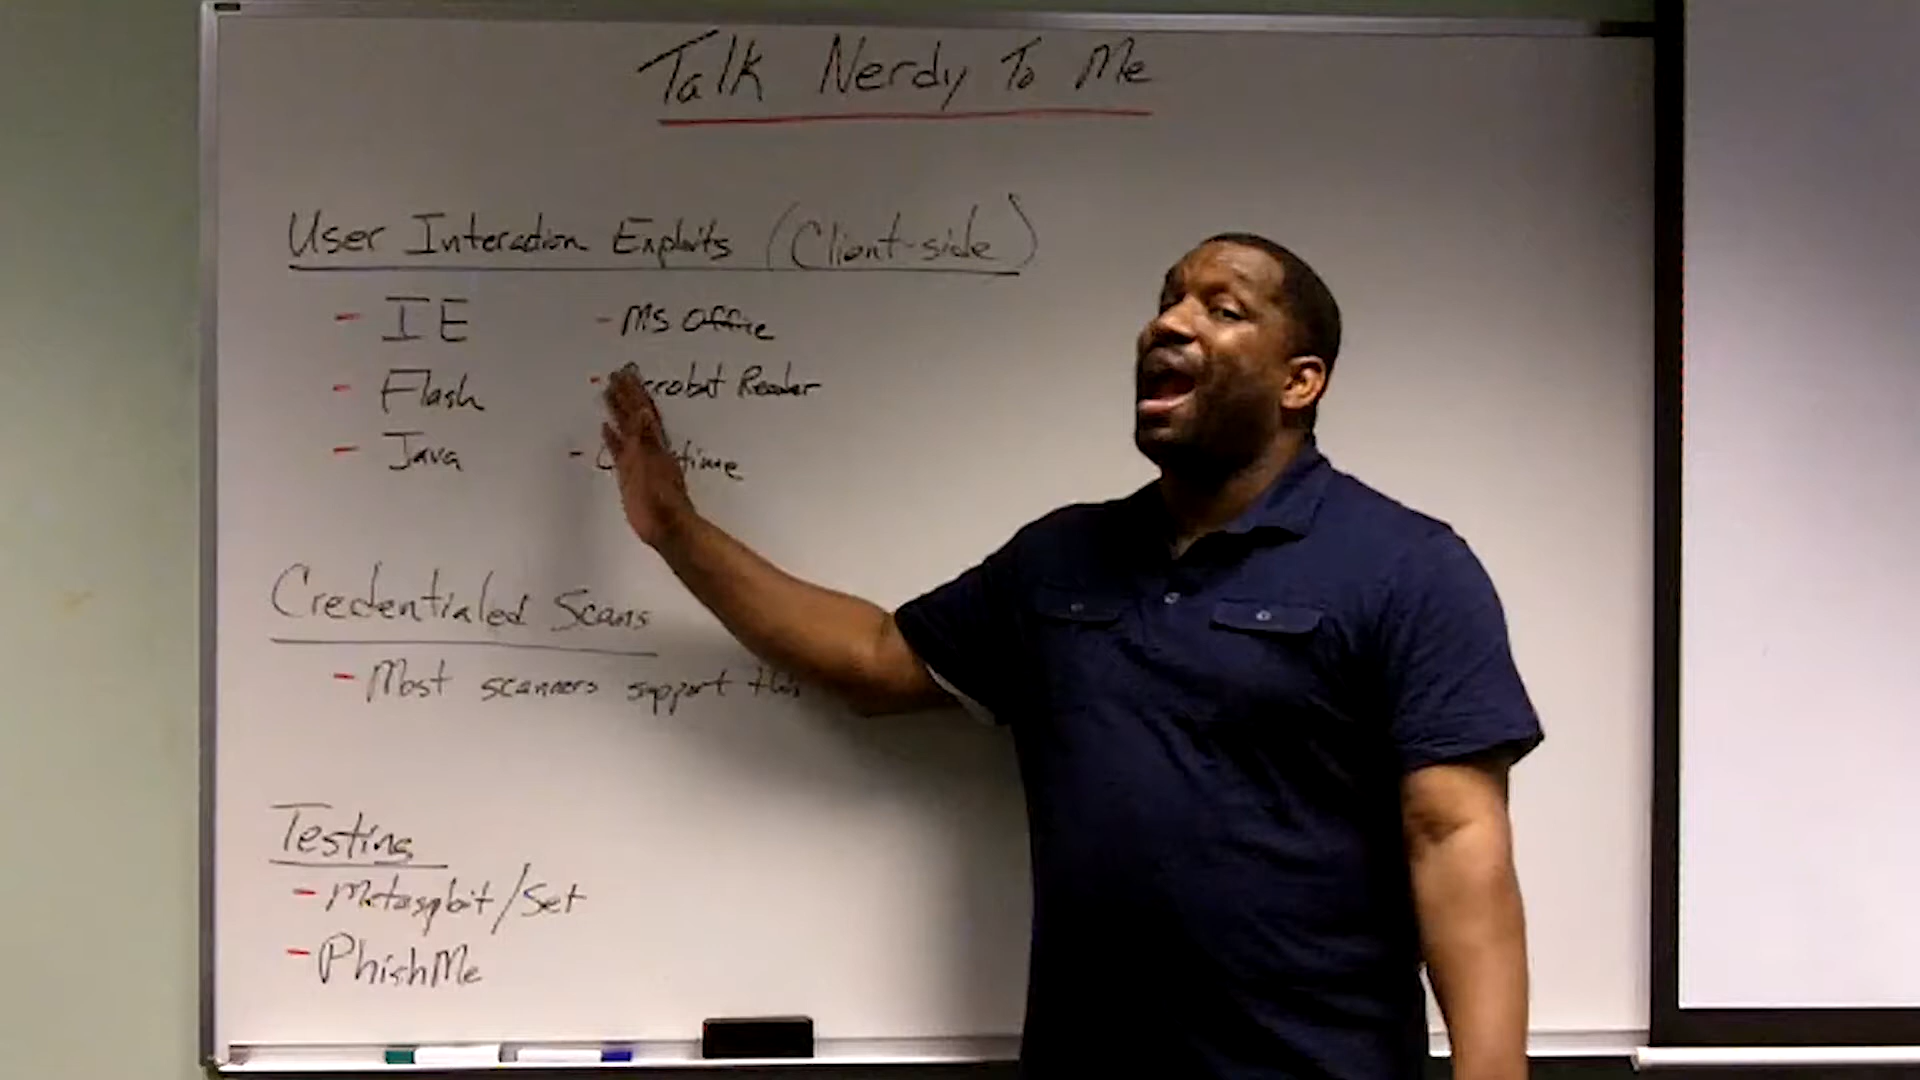 Talk Nerdy To Me
User Interaction Exploits (Client-side)
- IE
- Flash
- Java
- MS Office
- Acrobat Reader
Credentialed Scans
- Most scanners support this
Testing
- Metasploit/Set
- PhishMe